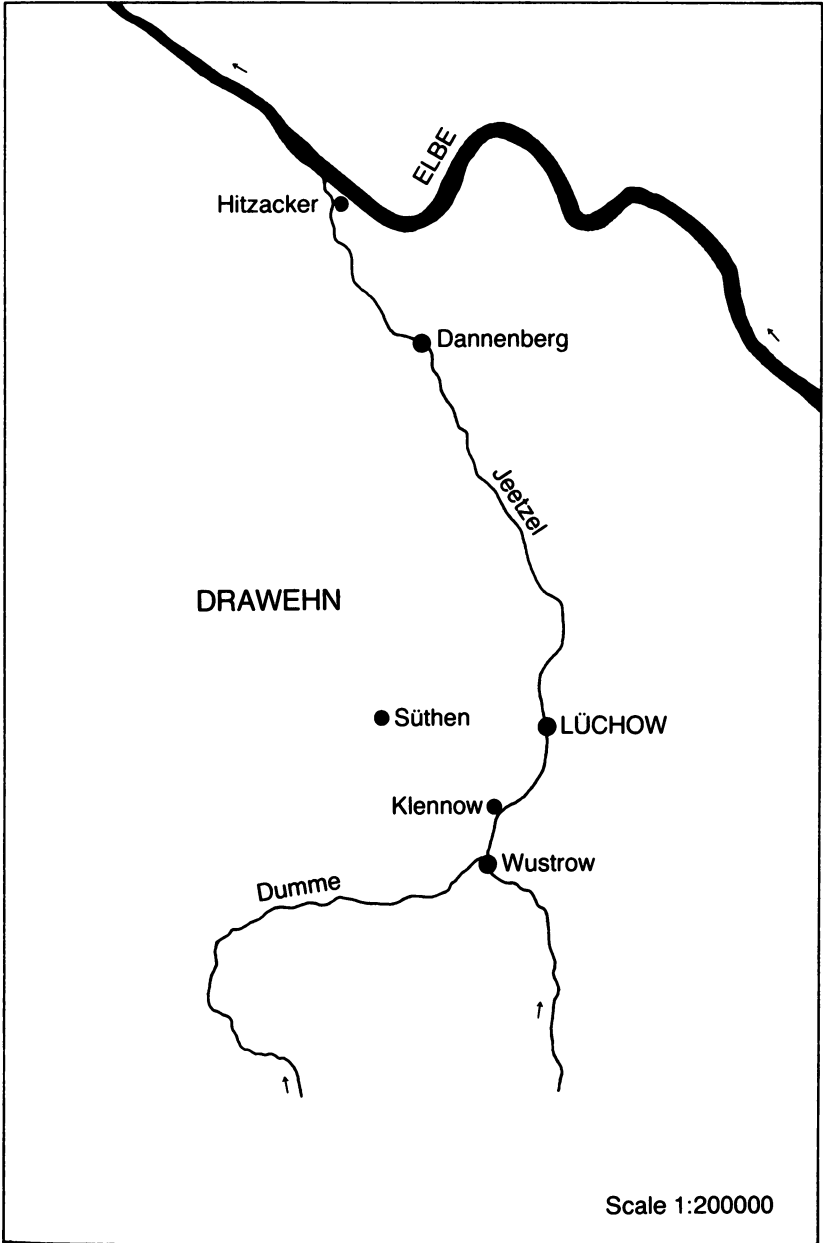 ELBE
Hitzacker
Dannenberg
Jeetzel
DRAWEHN
Süthen
LÜCHOW
Klennow
Wustrow
Dumme
Scale 1:200000